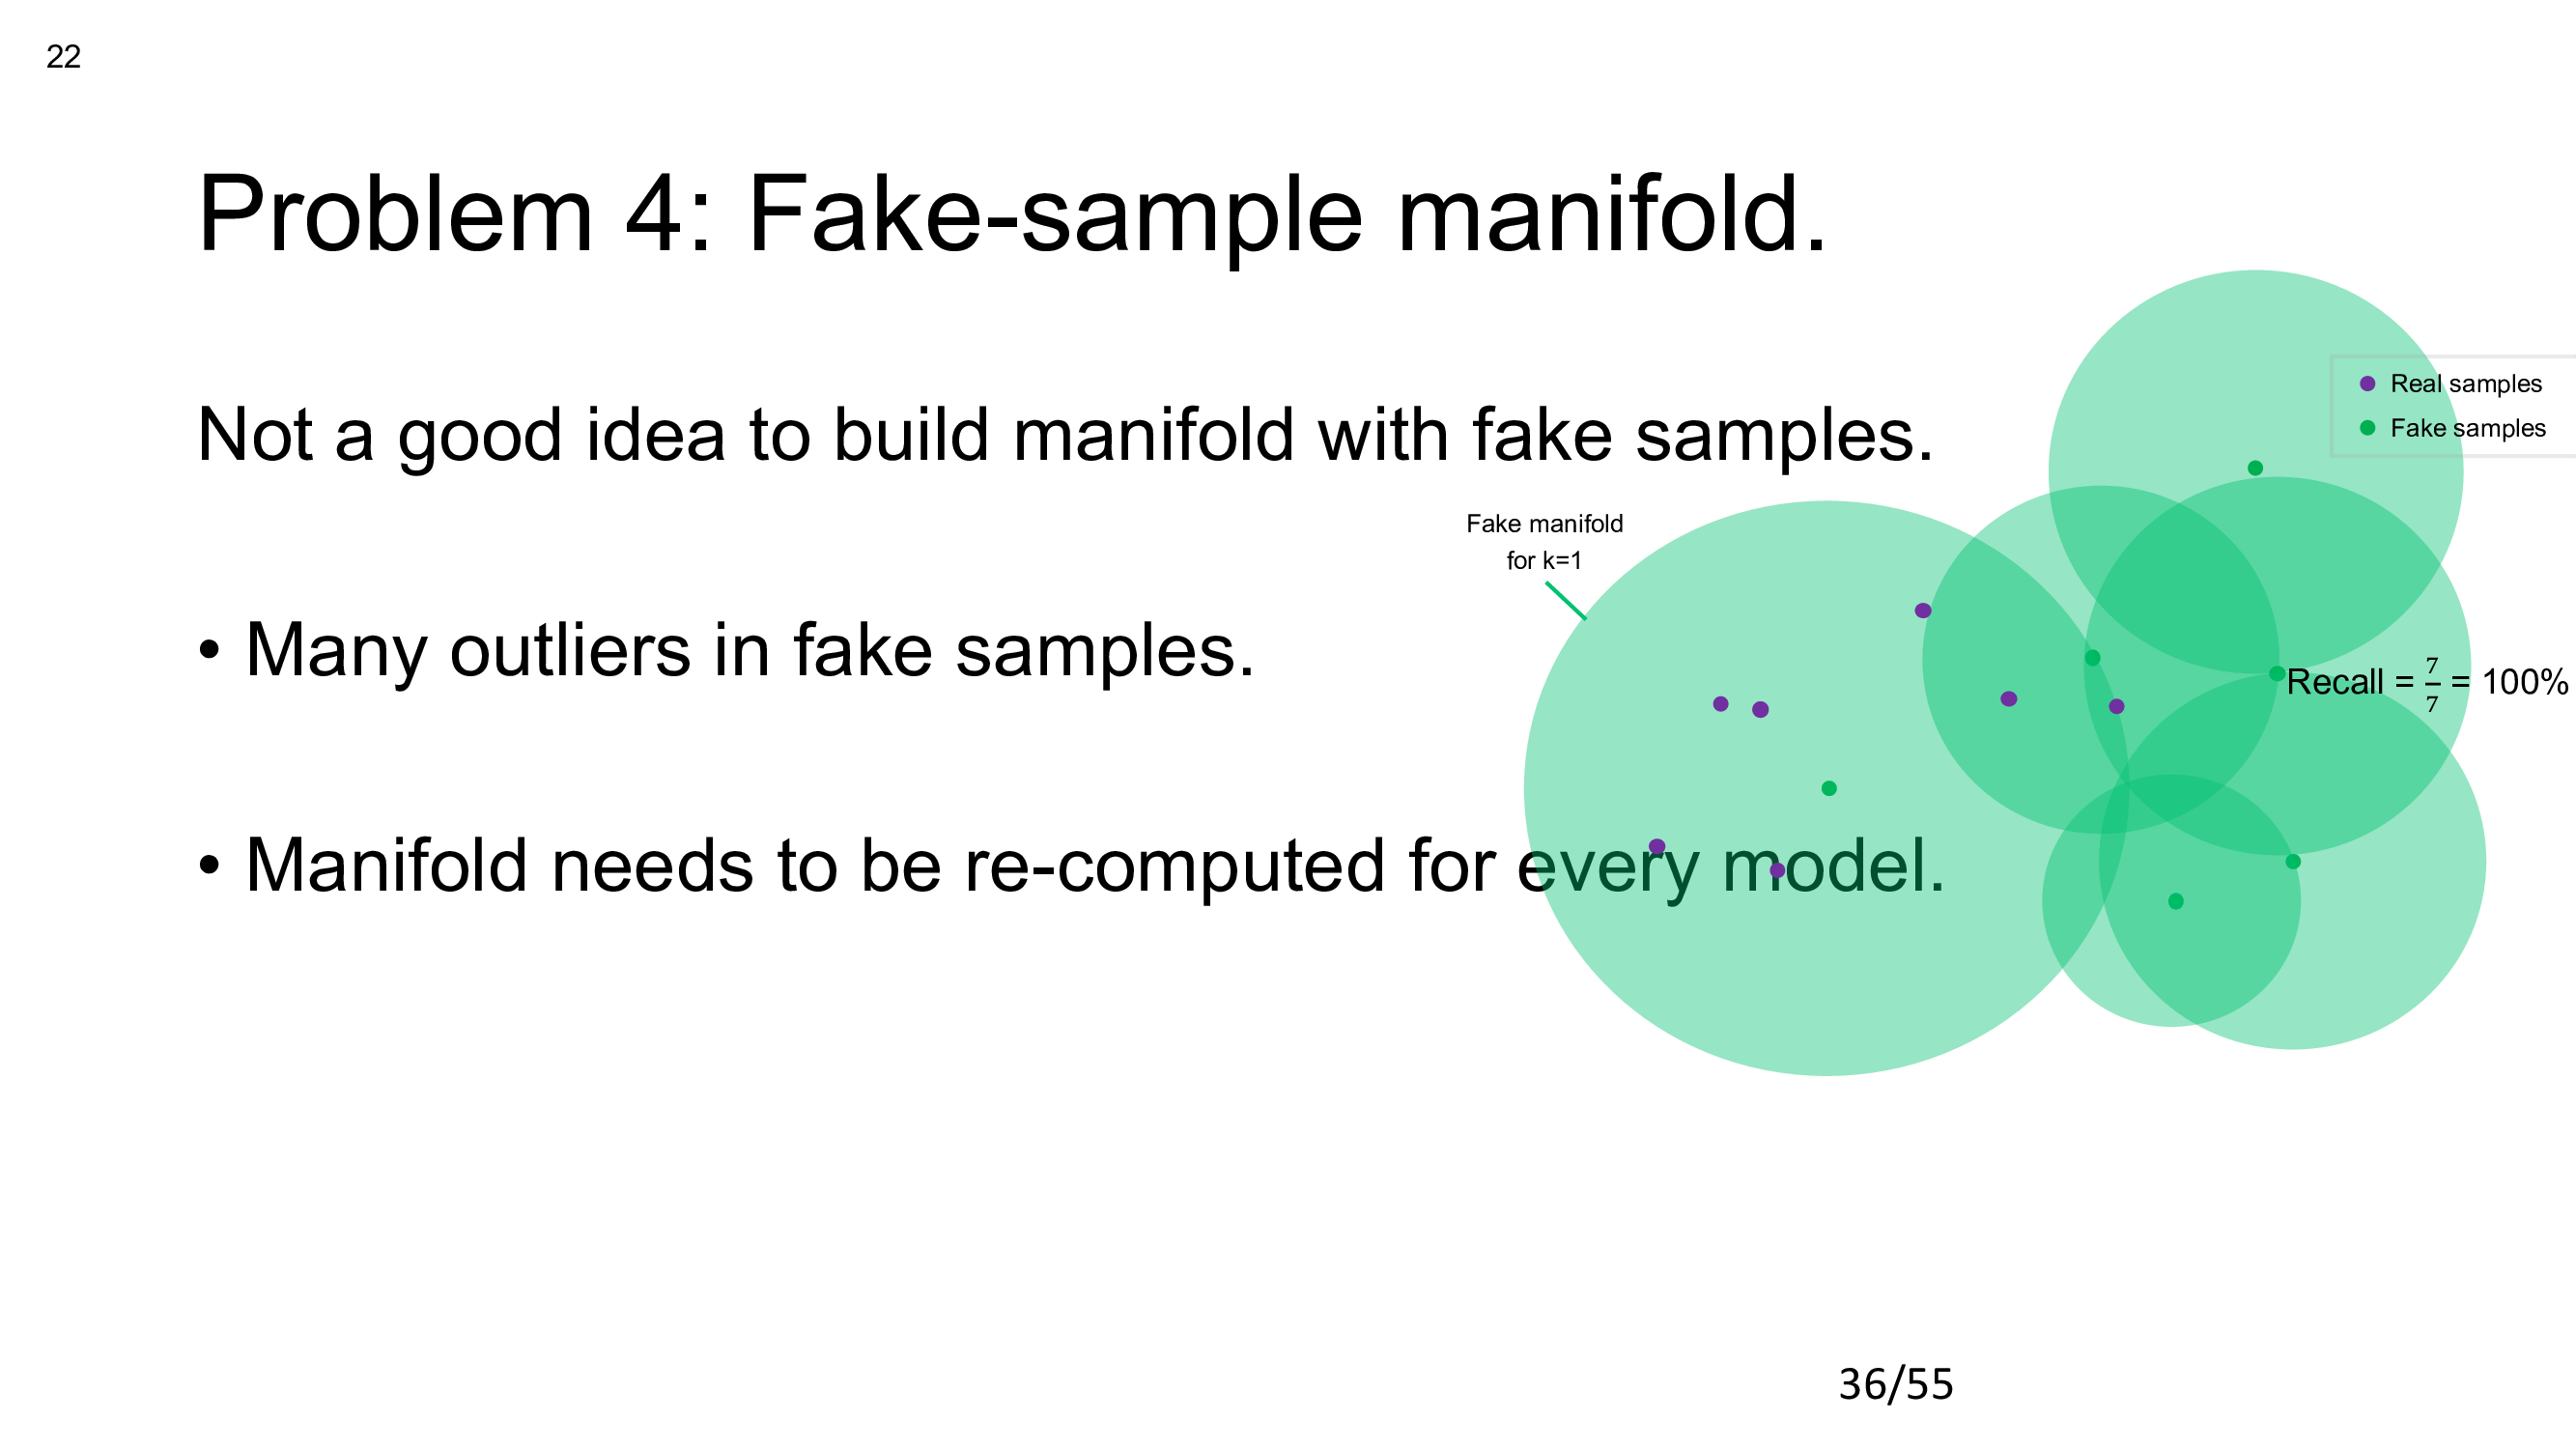 22
Problem 4: Fake-sample manifold.
Not a good idea to build manifold with fake samples.
• Many outliers in fake samples.
• Manifold needs to be re-computed for every model.
Real samples
Fake samples
Fake manifold
for k=1
Recall = 7/7 = 100%
36/55